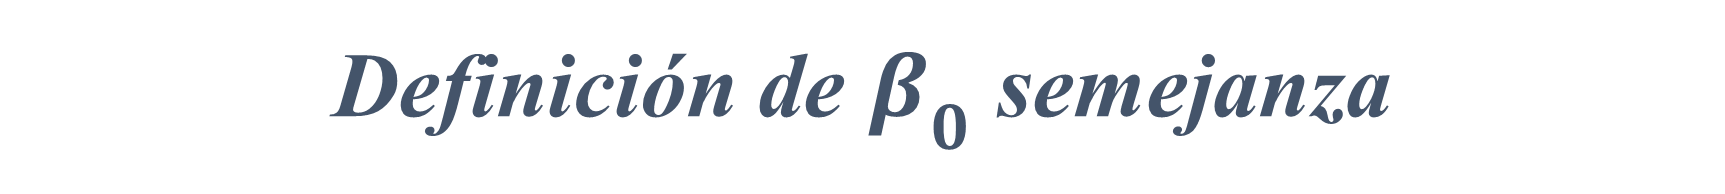 Definición de β₀ semejanza